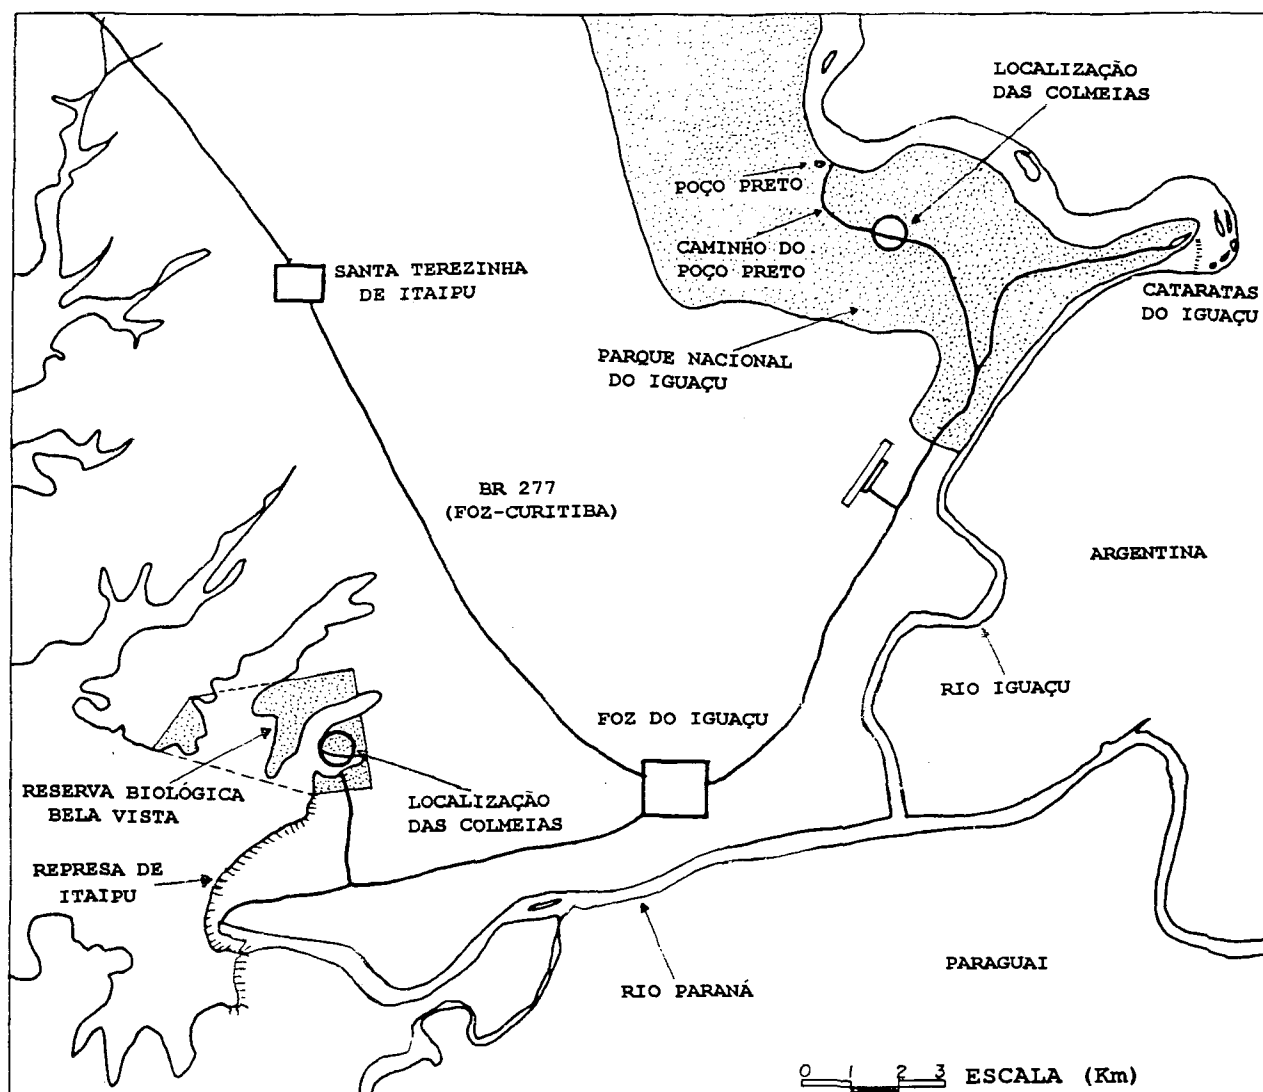 LOCALIZAÇÃO
DAS COLMEIAS
POÇO PRETO
CAMINHO DO
POÇO PRETO
SANTA TEREZINHA
DE ITAIPU
CATARATAS
DO IGUAÇU
PARQUE NACIONAL
DO IGUAÇU
BR 277
(FOZ-CURITIBA)
ARGENTINA
RIO IGUAÇU
FOZ DO IGUAÇU
RESERVA BIOLÓGICA
BELA VISTA
LOCALIZAÇÃO
DAS COLMEIAS
REPRESA DE
ITAIPU
RIO PARANÁ
PARAGUAI
0 1 2 3 ESCALA (Km)